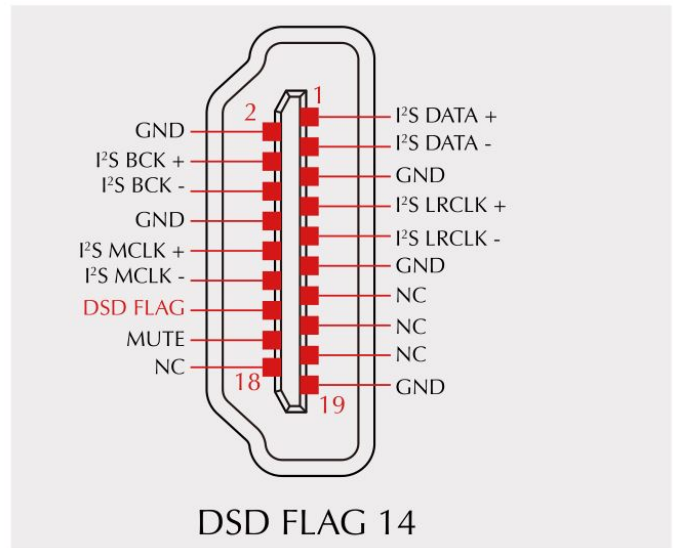 2
1
GND
I²S BCK +
I²S BCK -
GND
I²S MCLK +
I²S MCLK -
DSD FLAG
MUTE
NC
18
I²S DATA +
I²S DATA -
GND
I²S LRCLK +
I²S LRCLK -
GND
NC
NC
NC
GND
19
DSD FLAG 14